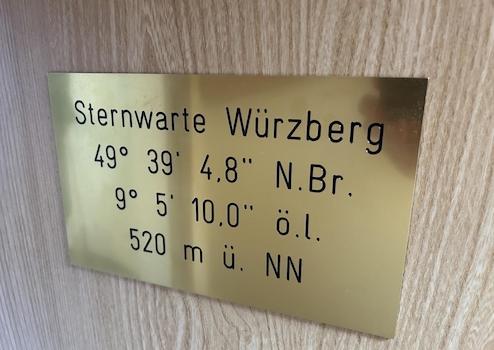 Sternwarte Würzberg
49° 39' 4,8" N.Br.
9° 5' 10,0" ö.l.
520 m ü. NN